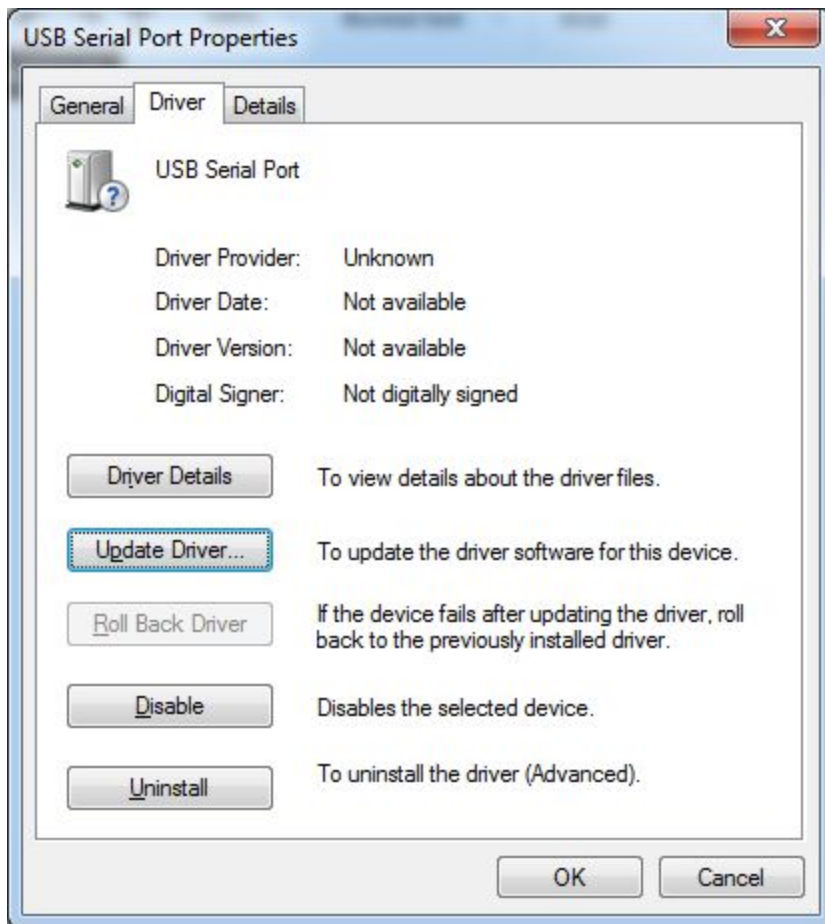 USB Serial Port Properties
General Driver Details
USB Serial Port
Driver Provider: Unknown
Driver Date: Not available
Driver Version: Not available
Digital Signer: Not digitally signed
Driver Details To view details about the driver files.
Update Driver... To update the driver software for this device.
Roll Back Driver If the device fails after updating the driver, roll
back to the previously installed driver.
Disable Disables the selected device.
Uninstall To uninstall the driver (Advanced).
OK Cancel